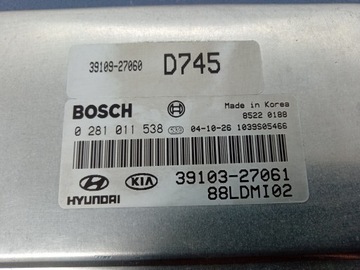 39109-27060 D745
BOSCH
Made in Korea
8522 0188
0 281 011 538 S39 04-10-26 1039S05466
HYUNDAI KIA 39103-27061
88LDMI02